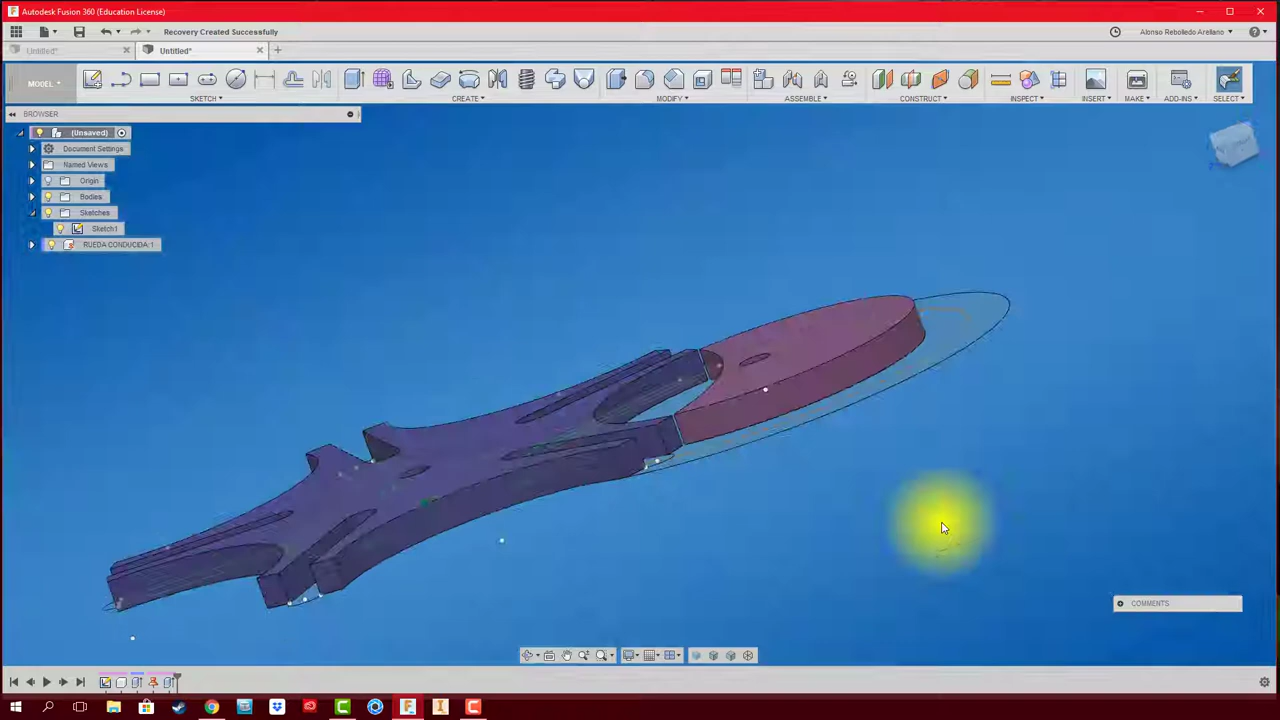 Autodesk Fusion 360 (Education License)
Recovery Created Successfully
Alonso Rebolledo Arellano
Untitled*
Untitled*
MODEL
SKETCH
CREATE
MODIFY
ASSEMBLE
CONSTRUCT
INSPECT
INSERT
MAKE
ADD-INS
SELECT
BROWSER
(Unsaved)
Document Settings
Named Views
Origin
Bodies
Sketches
Sketch1
RUEDA CONDUCIDA:1
COMMENTS